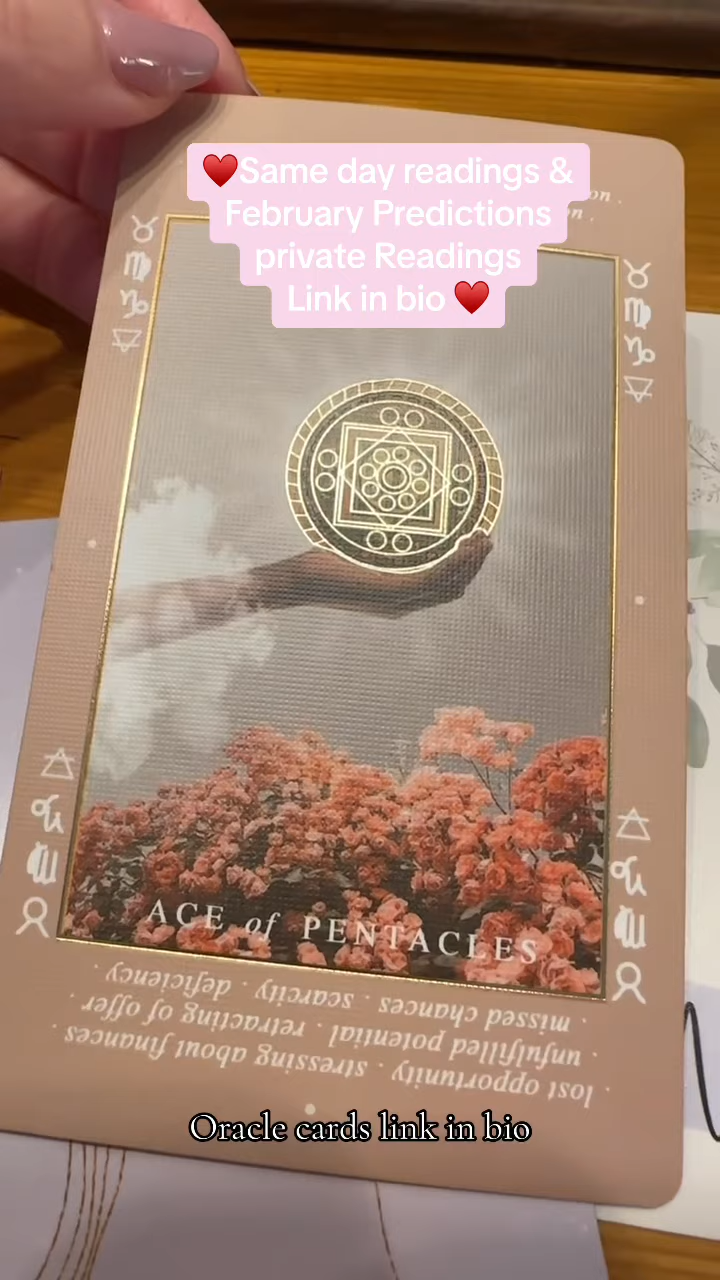 ♥️Same day readings &
February Predictions
private Readings
Link in bio ♥️
ACE of PENTACLES
lost opportunity · stressing about finances ·
· unfulfilled potential · retracting of offer ·
· missed chances · scarcity · deficiency ·
Oracle cards link in bio